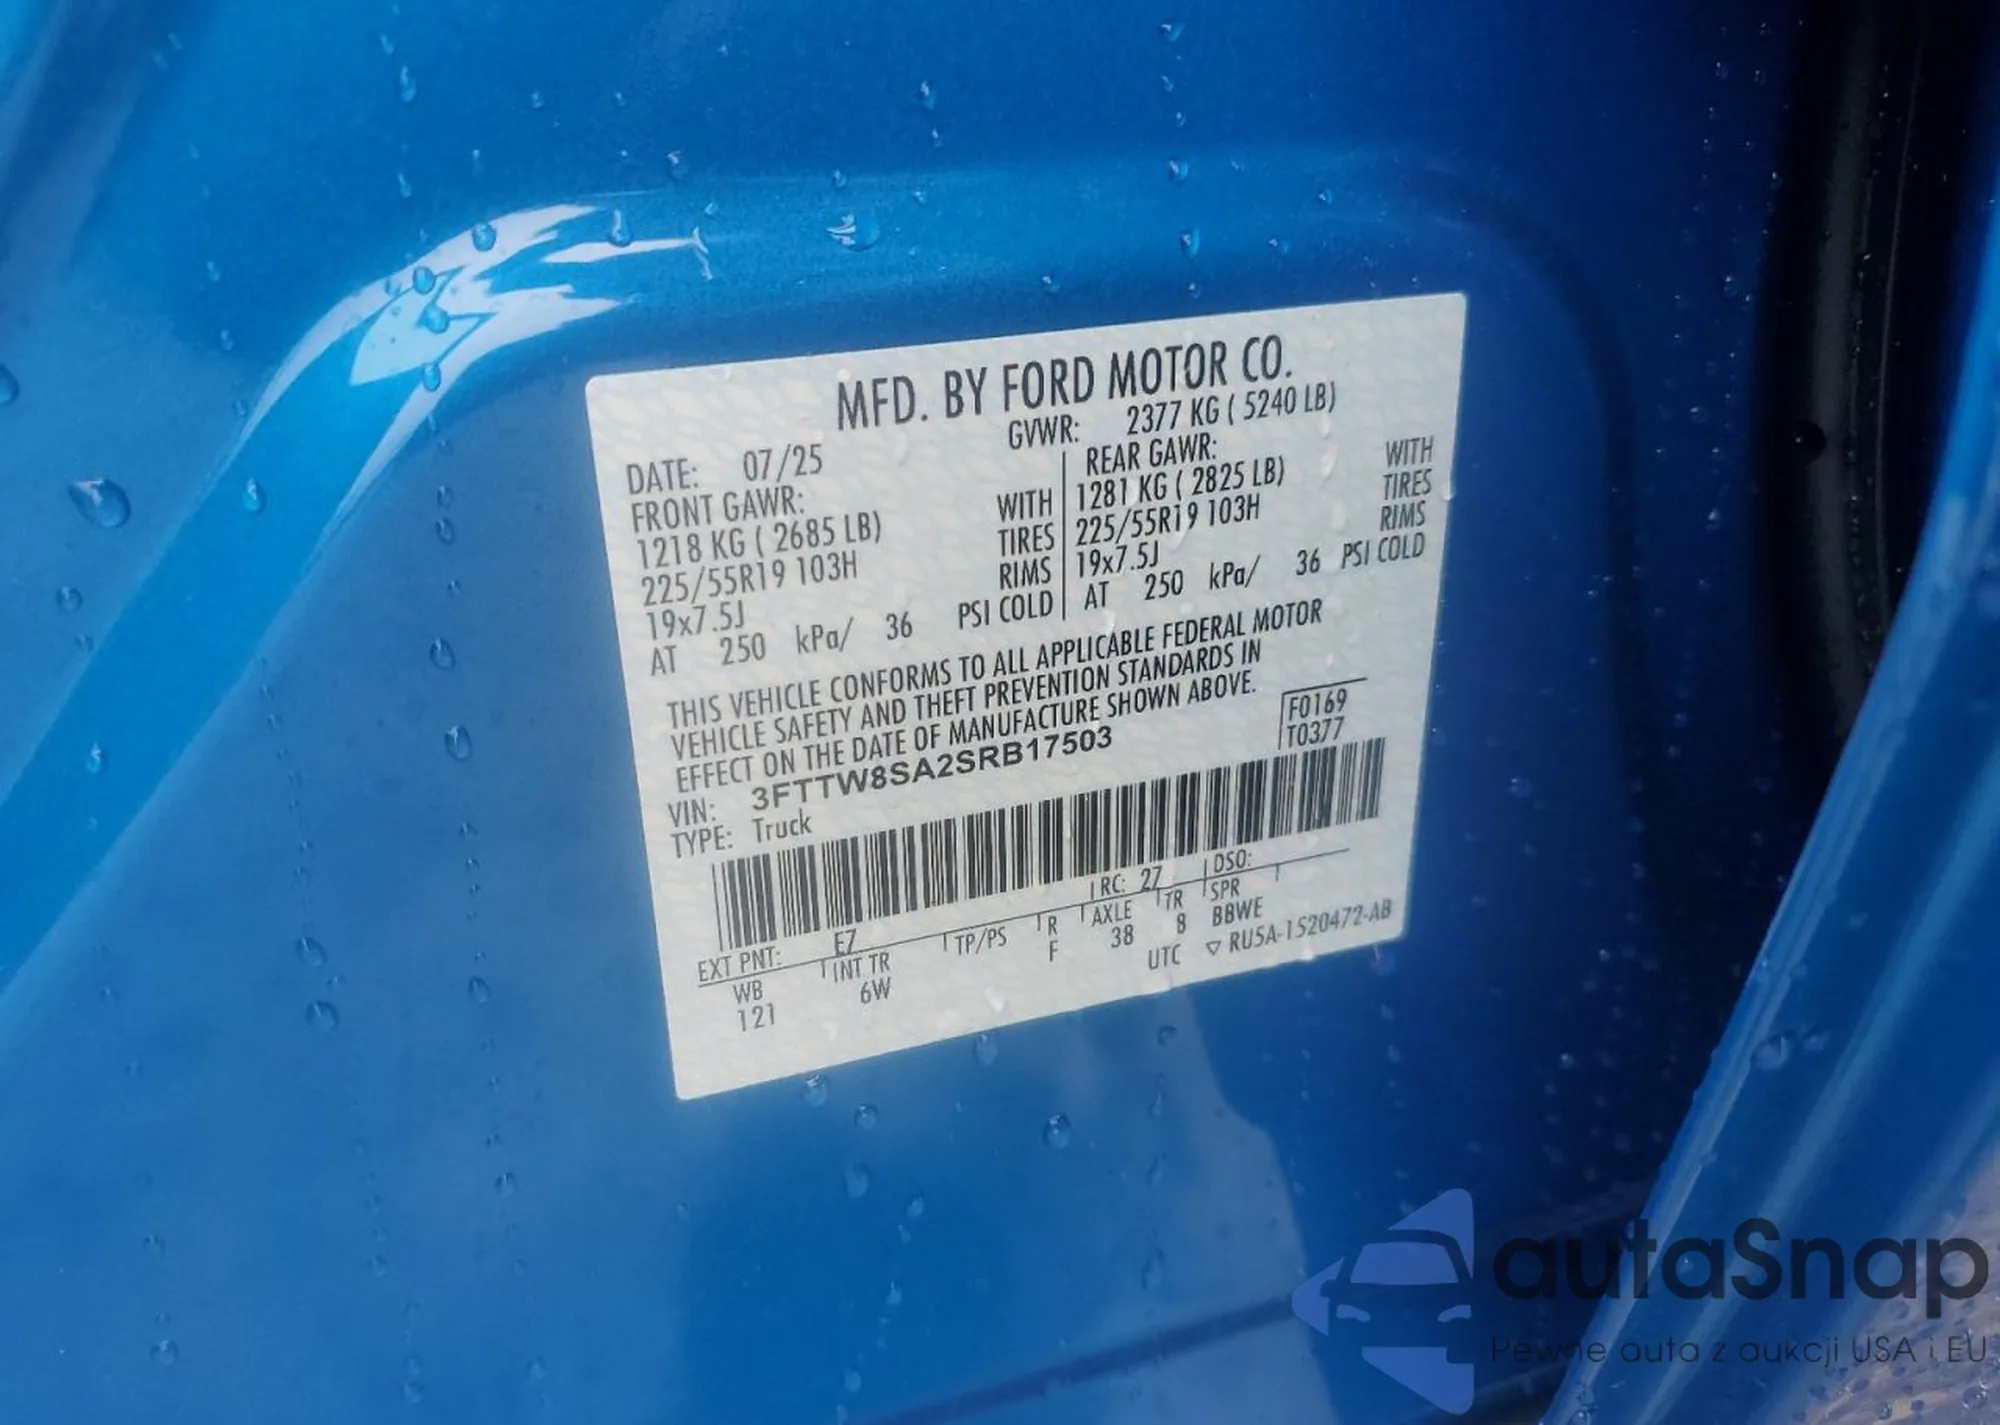 MFD. BY FORD MOTOR CO.
DATE: 07/25 GVWR: 2377 KG ( 5240 LB)
FRONT GAWR: REAR GAWR:
1218 KG ( 2685 LB) WITH 1281 KG ( 2825 LB) WITH
225/55R19 103H TIRES 225/55R19 103H TIRES
19x7.5J RIMS 19x7.5J RIMS
AT 250 kPa/ 36 PSI COLD AT 250 kPa/ 36 PSI COLD
THIS VEHICLE CONFORMS TO ALL APPLICABLE FEDERAL MOTOR
VEHICLE SAFETY AND THEFT PREVENTION STANDARDS IN
EFFECT ON THE DATE OF MANUFACTURE SHOWN ABOVE.
VIN: 3FTTW8SA2SRB17503 F0169
TYPE: Truck T0377
EXT PNT: E7 RC: 27 DSO:
WB INT TR TP/PS R AXLE TR SPR
121 6W F 38 8 BBWE
UTC ▽ RU5A-1520472-AB
autaSnap
Pewne auta z aukcji USA i EU